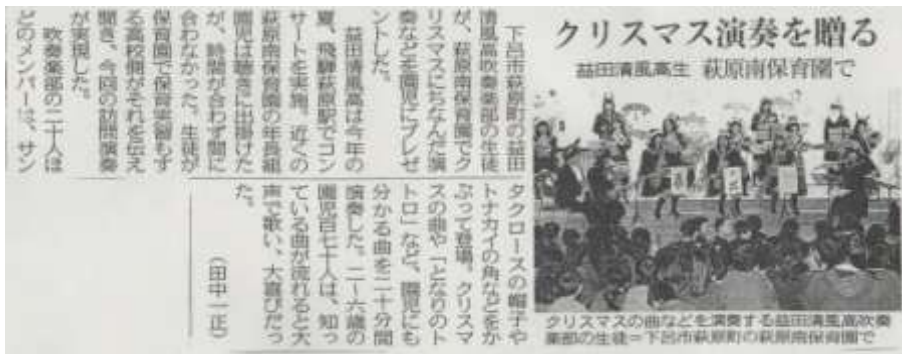 クリスマス演奏を贈る
益田清風高生 萩原南保育園で
下呂市萩原町の益田
清風高吹奏楽部の生徒
が、萩原南保育園でク
リスマスにちなんだ演
奏などを園児にプレゼ
ントした。
益田清風高は今年の
夏、飛騨萩原駅でコン
サートを実施。近くの
萩原南保育園の年長組
園児は聴きに出掛けた
が、時間が合わず間に
合わなかった。生徒が
保育園で保育実習もす
る高校側がそれを伝え
聞き、今回の訪問演奏
が実現した。
吹奏楽部の二十人ほ
どのメンバーは、サン
タクロースの帽子や
トナカイの角などをか
ぶって登場。クリスマ
スの曲や「となりのト
トロ」など、園児にも
分かる曲を二十分間
演奏した。二〜六歳の
園児百七十人は、知っ
ている曲が流れると大
声で歌い、大喜びだっ
た。
（田中一正）
クリスマスの曲などを演奏する益田清風高吹奏
楽部の生徒＝下呂市萩原町の萩原南保育園で